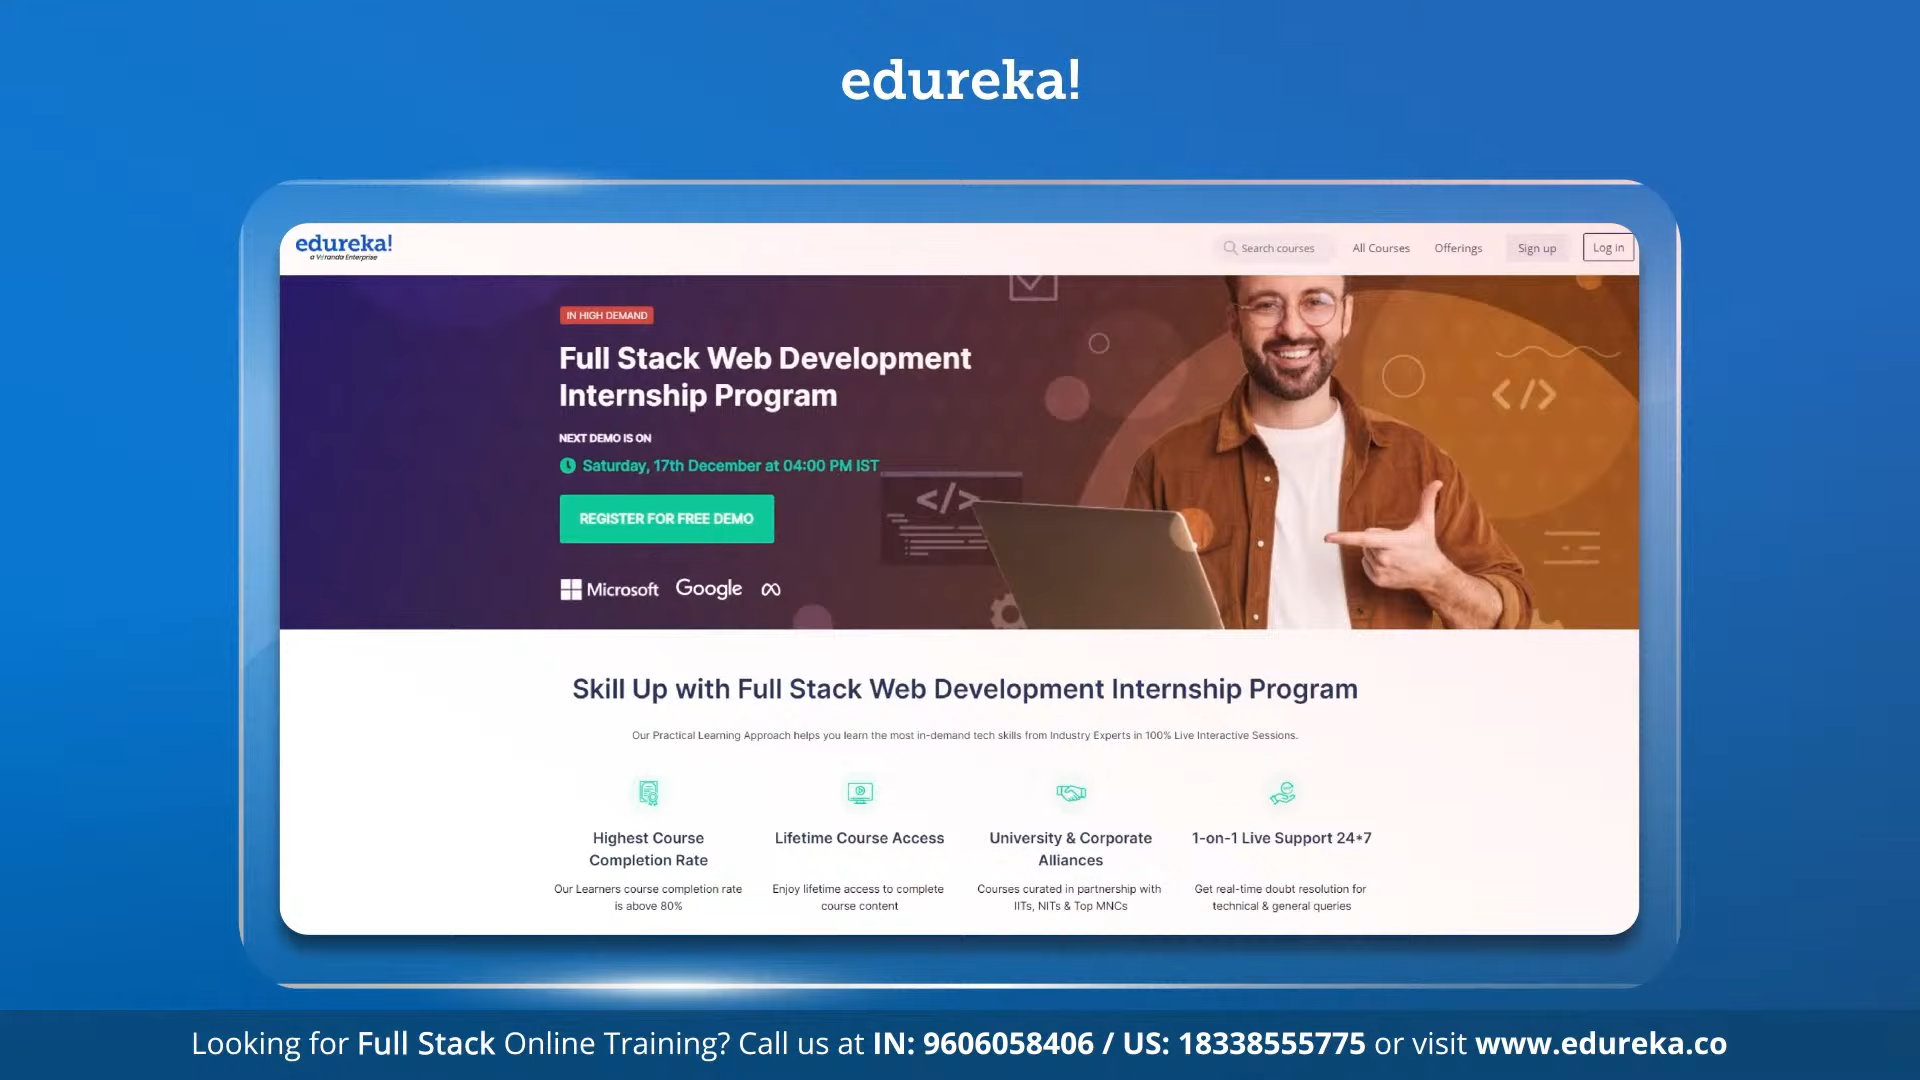 edureka!
edureka!
a Veranda Enterprise
Search courses
All Courses
Offerings
Sign up
Log in
IN HIGH DEMAND
Full Stack Web Development
Internship Program
NEXT DEMO IS ON
Saturday, 17th December at 04:00 PM IST
REGISTER FOR FREE DEMO
Microsoft
Google
Skill Up with Full Stack Web Development Internship Program
Our Practical Learning Approach helps you learn the most in-demand tech skills from Industry Experts in 100% Live Interactive Sessions.
Highest Course
Completion Rate
Our Learners course completion rate
is above 80%
Lifetime Course Access
Enjoy lifetime access to complete
course content
University & Corporate
Alliances
Courses curated in partnership with
IITs, NITs & Top MNCs
1-on-1 Live Support 24*7
Get real-time doubt resolution for
technical & general queries
Looking for Full Stack Online Training? Call us at IN: 9606058406 / US: 18338555775 or visit www.edureka.co